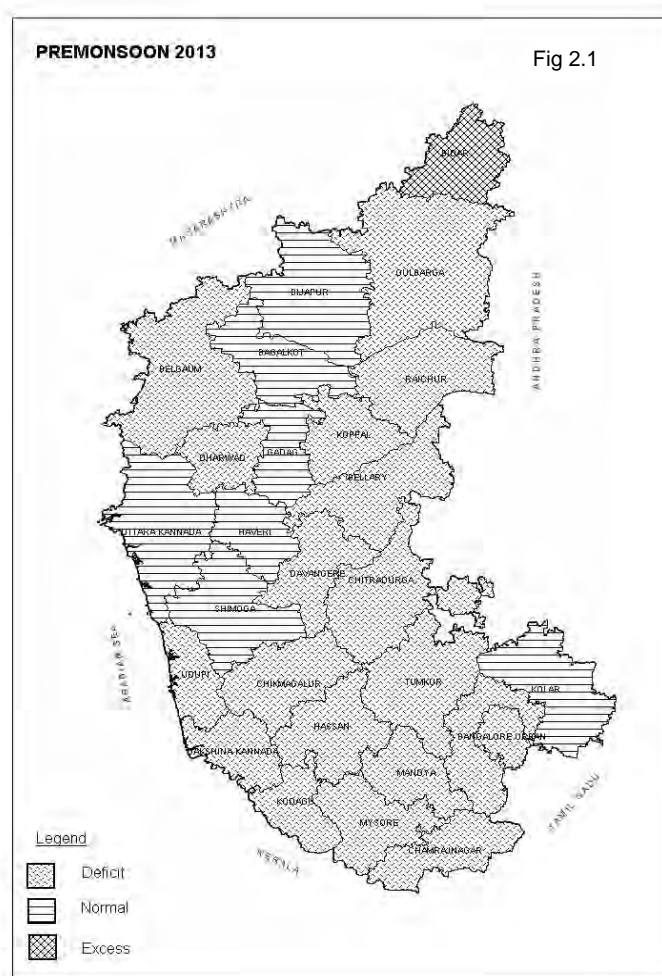 PREMONSOON 2013
Fig 2.1
BIDAR
MAHARASHTRA
GULBARGA
BIJAPUR
ANDHRA PRADESH
BAGALKOT
BELGAUM
RAICHUR
KOPPAL
GADAG
DHARWAD
BELLARY
UTTARA KANNADA
HAVERI
DAVANGERE
CHITRADURGA
SHIMOGA
ARABIAN SEA
UDUPI
CHIKMAGALUR
TUMKUR
KOLAR
HASSAN
BANGALORE URBAN
DAKSHINA KANNADA
MANDYA
KODAGU
TAMIL NADU
MYSORE
CHAMRAJNAGAR
KERALA
Legend
Deficit
Normal
Excess